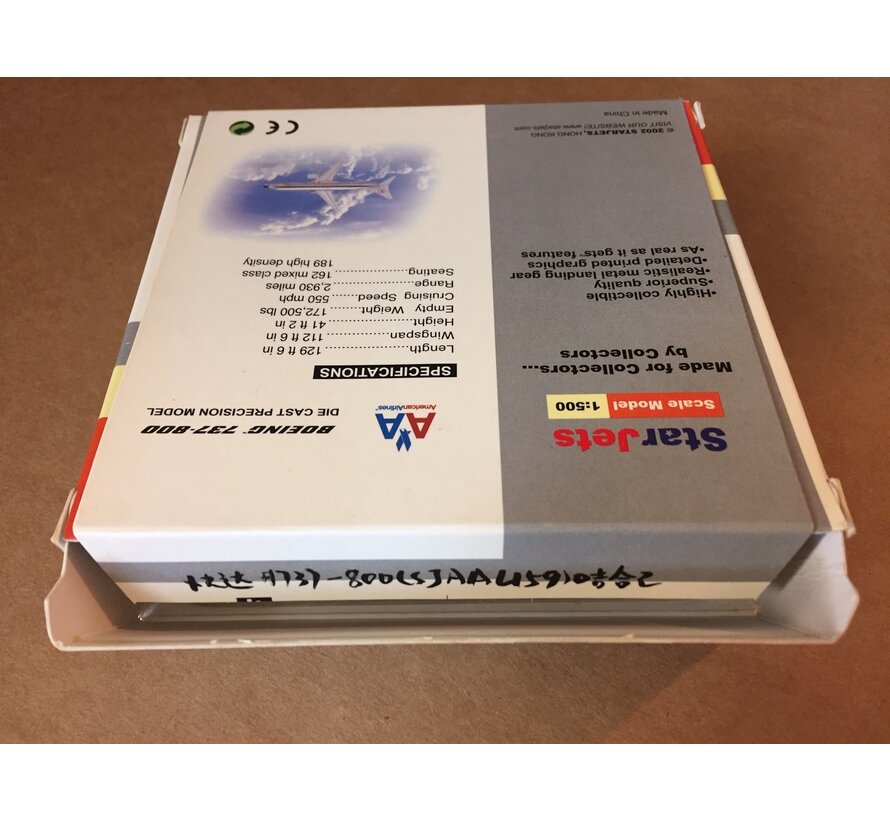 StarJets
Scale Model 1:500
Made for Collectors...
by Collectors
•Highly collectible
•Superior quality
•Realistic metal landing gear
•Detailed printed graphics
•As real as it gets™ features
© 2002 STARJETS, HONG KONG
VISIT OUR WEBSITE! www.starjets.com
Made in China
AA
AmericanAirlines®
BOEING® 737-800
DIE CAST PRECISION MODEL
SPECIFICATIONS
Length.................... 129 ft 6 in
Wingspan............... 112 ft 6 in
Height.................... 41 ft 2 in
Empty Weight.......172,500 lbs
Cruising Speed......550 mph
Range....................2,930 miles
Seating.................. 162 mixed class
189 high density
CE